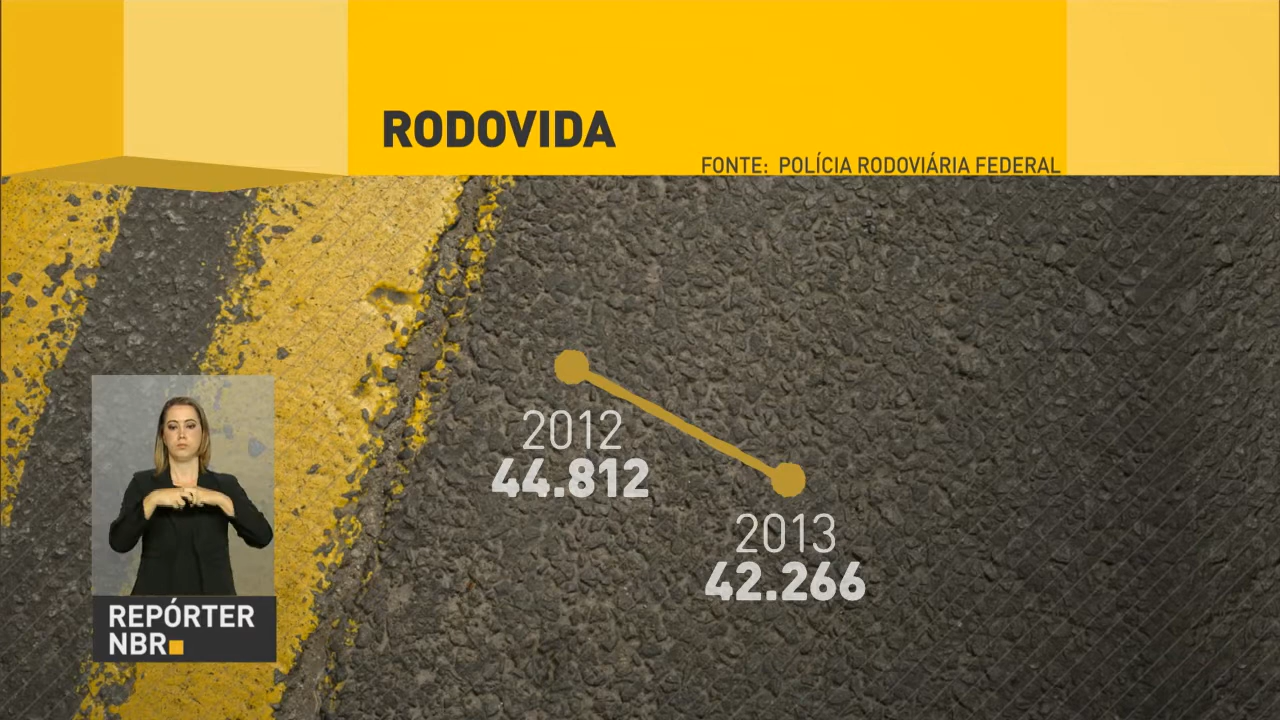 RODOVIDA
FONTE: POLÍCIA RODOVIÁRIA FEDERAL
2012
44.812
2013
42.266
REPÓRTER
NBR